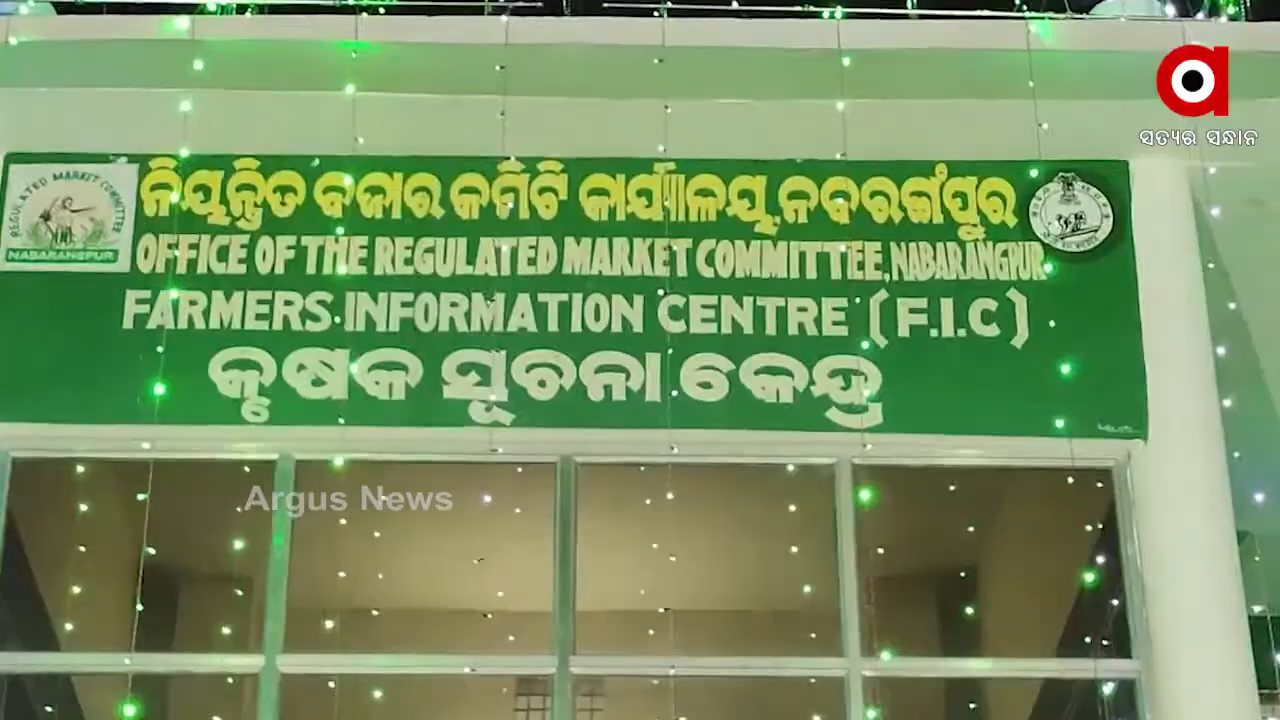 ସତ୍ୟର ସନ୍ଧାନ
REGULATED MARKET COMMITTEE
NABARANGPUR
ନିୟନ୍ତ୍ରିତ ବଜାର କମିଟି କାର୍ଯ୍ୟାଳୟ, ନବରଙ୍ଗପୁର
OFFICE OF THE REGULATED MARKET COMMITTEE, NABARANGPUR
FARMERS INFORMATION CENTRE (F.I.C)
କୃଷକ ସୂଚନା କେନ୍ଦ୍ର
Argus News